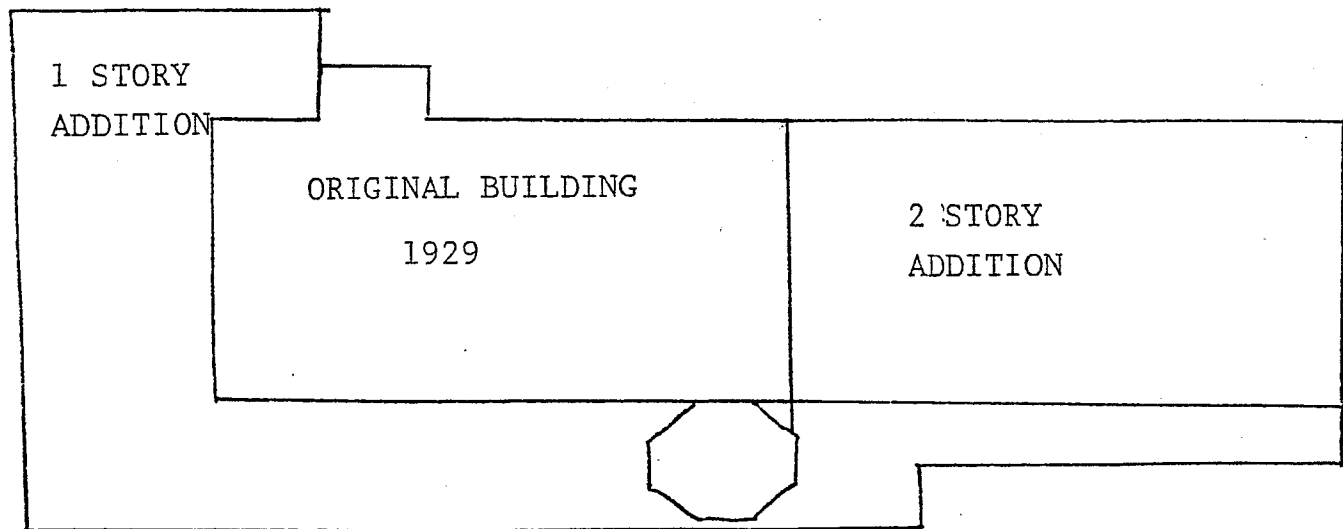 1 STORY
ADDITION
ORIGINAL BUILDING
1929
2 STORY
ADDITION